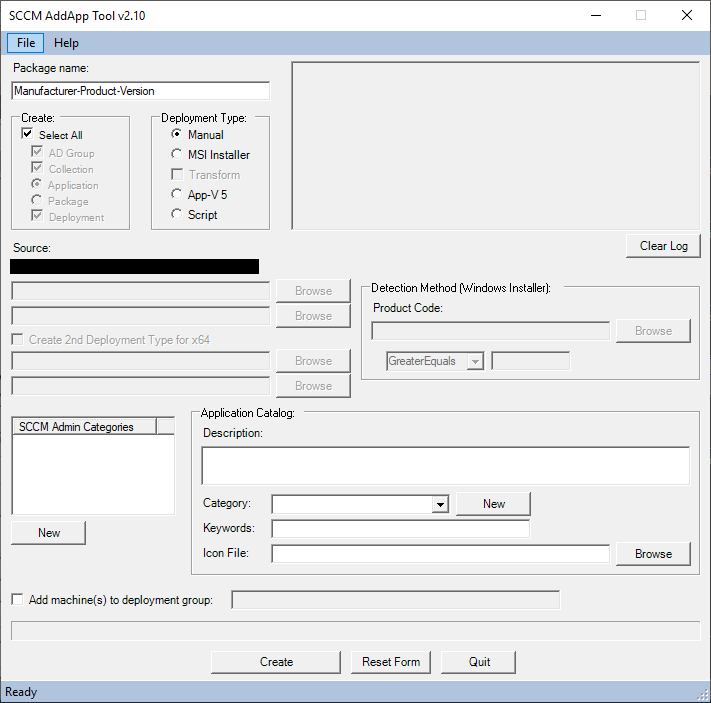 SCCM AddApp Tool v2.10
File Help
Package name:
Manufacturer-Product-Version
Create:
Select All
AD Group
Collection
Application
Package
Deployment
Deployment Type:
Manual
MSI Installer
Transform
App-V 5
Script
Clear Log
Source:
Browse
Browse
Create 2nd Deployment Type for x64
Browse
Browse
Detection Method (Windows Installer):
Product Code:
Browse
GreaterEquals
SCCM Admin Categories
New
Application Catalog:
Description:
Category:
New
Keywords:
Icon File:
Browse
Add machine(s) to deployment group:
Create Reset Form Quit
Ready